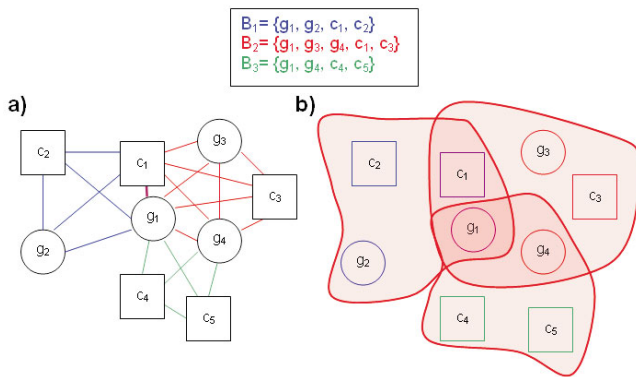 B₁= {g₁, g₂, c₁, c₂}
B₂= {g₁, g₃, g₄, c₁, c₃}
B₃= {g₁, g₄, c₄, c₅}
a)
c₂
c₁
g₃
c₃
g₁
g₂
g₄
c₄
c₅
b)
c₂
c₁
g₃
c₃
g₁
g₄
g₂
c₄
c₅